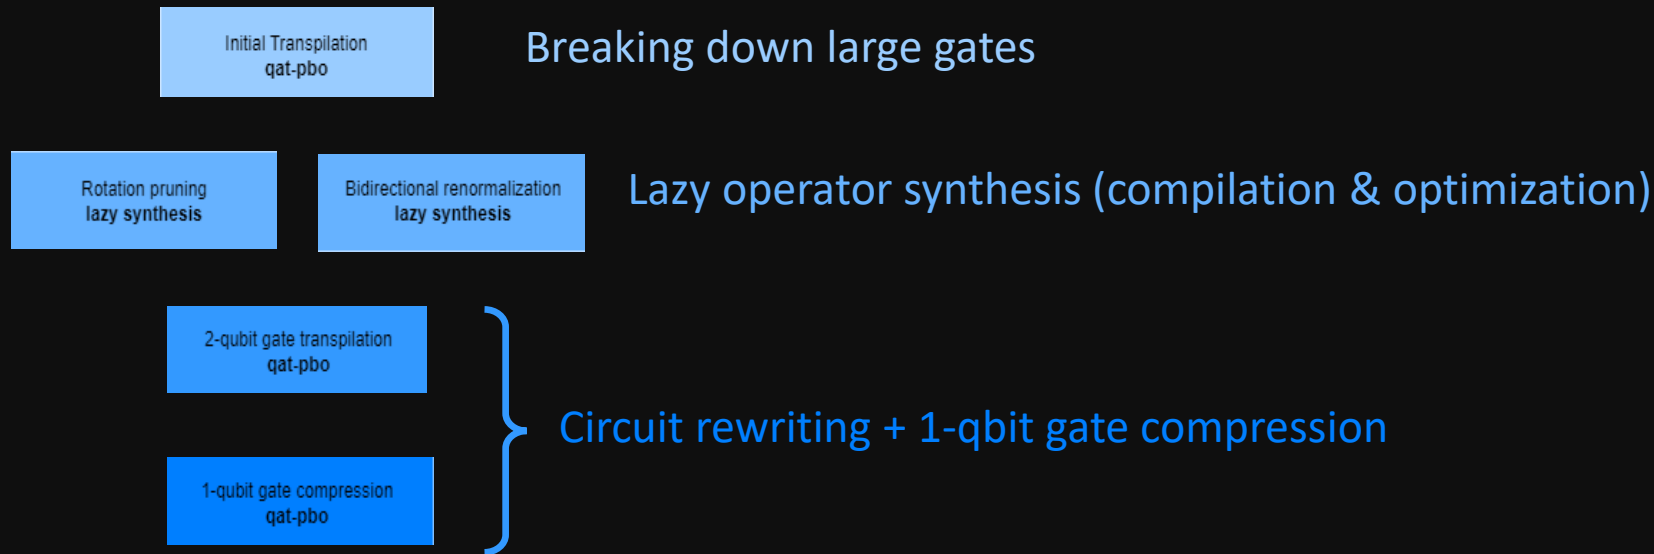 Initial Transpilation
qat-pbo
Breaking down large gates
Rotation pruning
lazy synthesis
Bidirectional renormalization
lazy synthesis
Lazy operator synthesis (compilation & optimization)
2-qubit gate transpilation
qat-pbo
Circuit rewriting + 1-qbit gate compression
1-qubit gate compression
qat-pbo